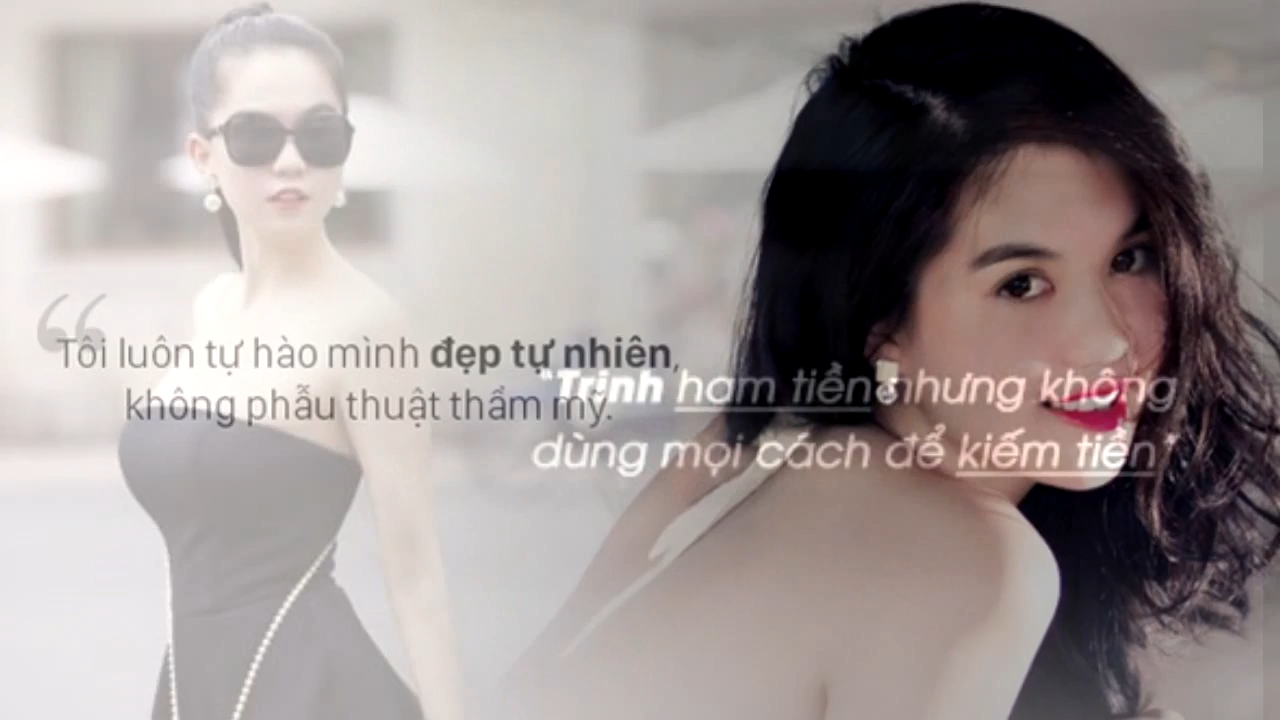 “
Tôi luôn tự hào mình đẹp tự nhiên,
không phẫu thuật thẩm mỹ.
“Trịnh ham tiền nhưng không
dùng mọi cách để kiếm tiền”